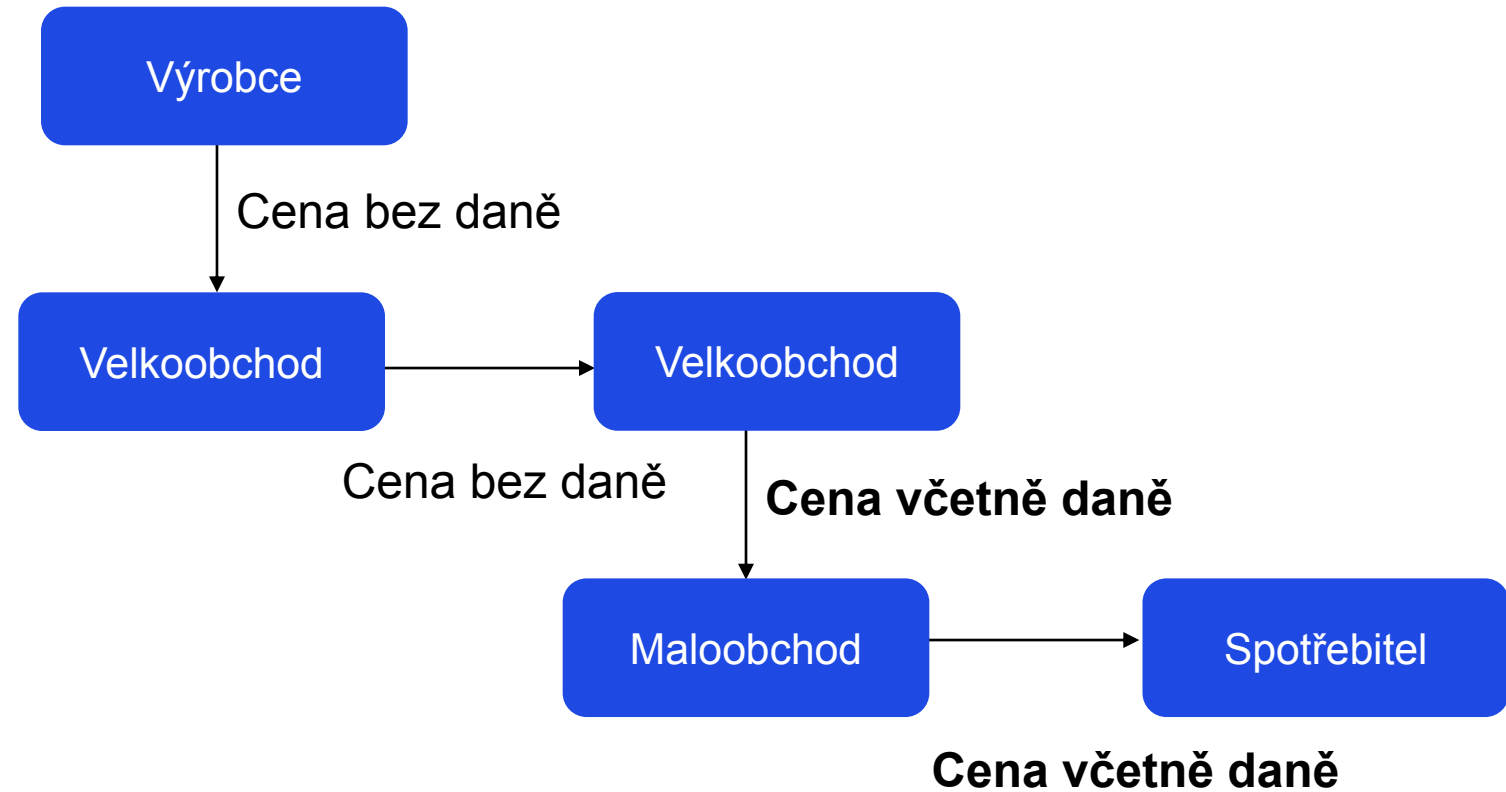 Výrobce
Cena bez daně
Velkoobchod
Velkoobchod
Cena bez daně
Cena včetně daně
Maloobchod
Spotřebitel
Cena včetně daně